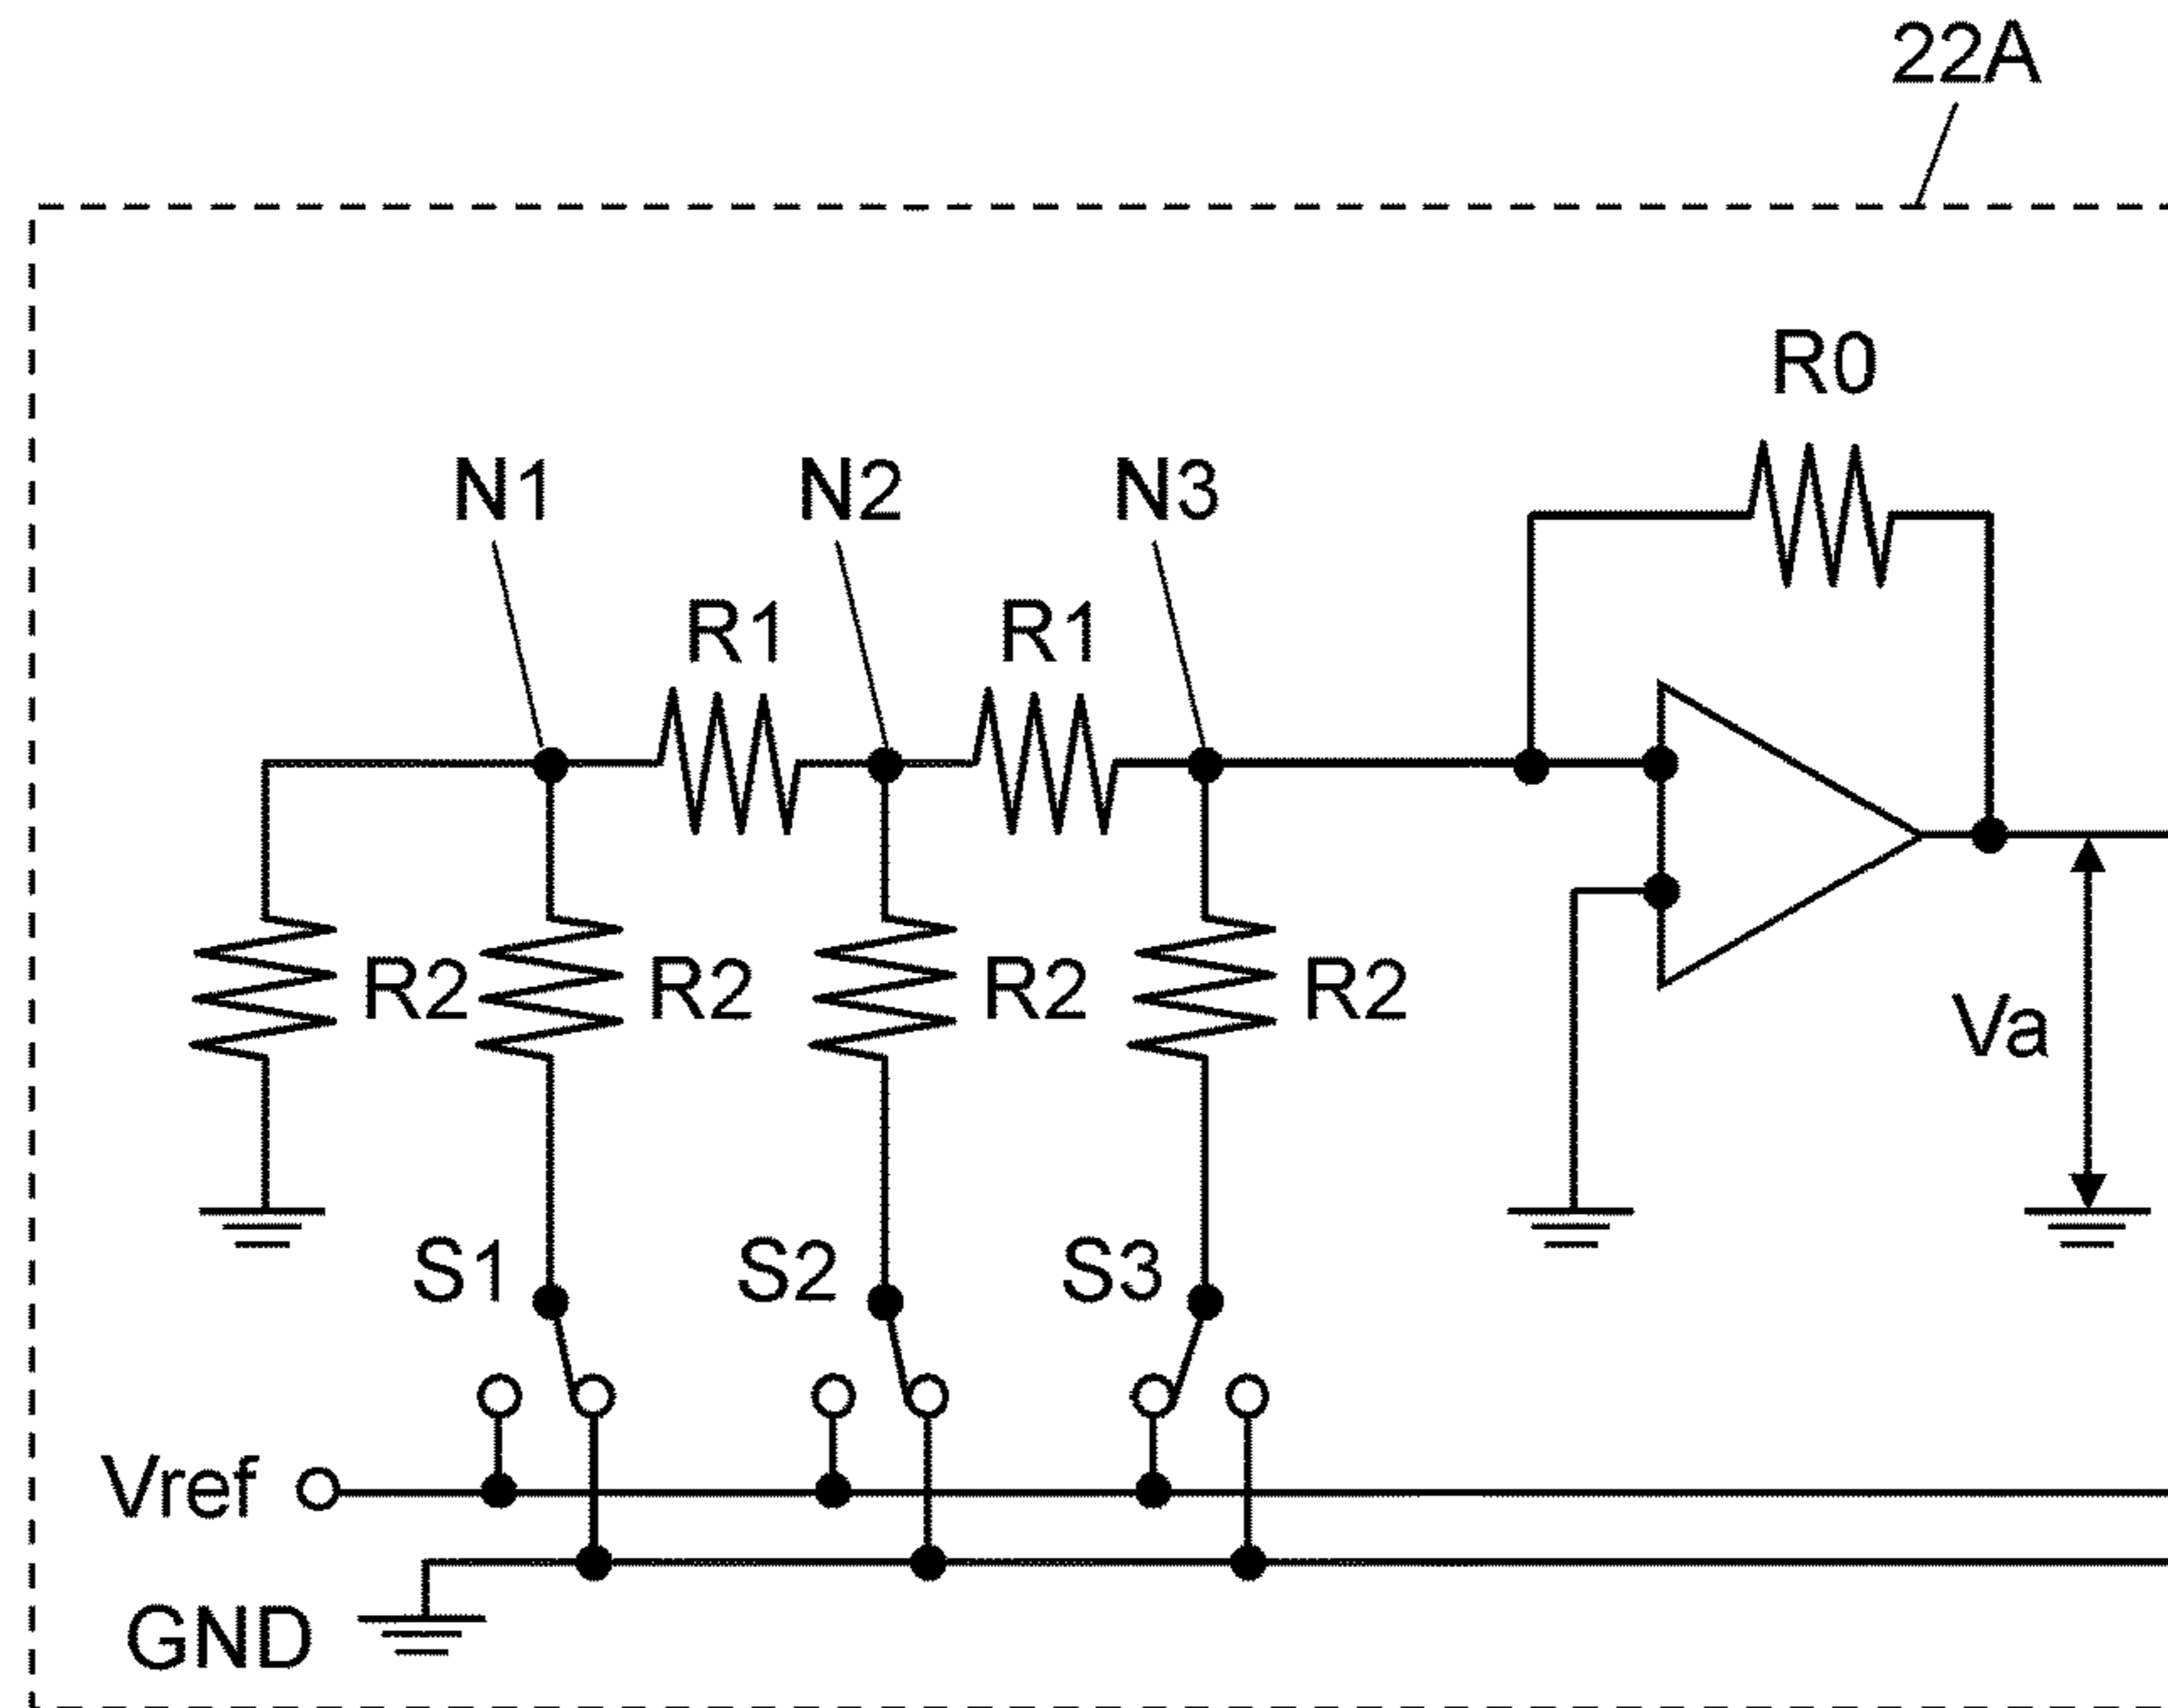 22A
R0
N1 N2 N3
R1 R1
R2 R2 R2 R2
Va
S1 S2 S3
Vref
GND